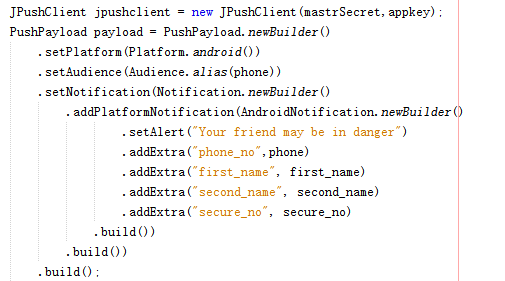 JPushClient jpushclient = new JPushClient(mastrSecret,appkey);
PushPayload payload = PushPayload.newBuilder()
.setPlatform(Platform.android())
.setAudience(Audience.alias(phone))
.setNotification(Notification.newBuilder()
.addPlatformNotification(AndroidNotification.newBuilder()
.setAlert("Your friend may be in danger")
.addExtra("phone_no",phone)
.addExtra("first_name", first_name)
.addExtra("second_name", second_name)
.addExtra("secure_no", secure_no)
.build())
.build())
.build();